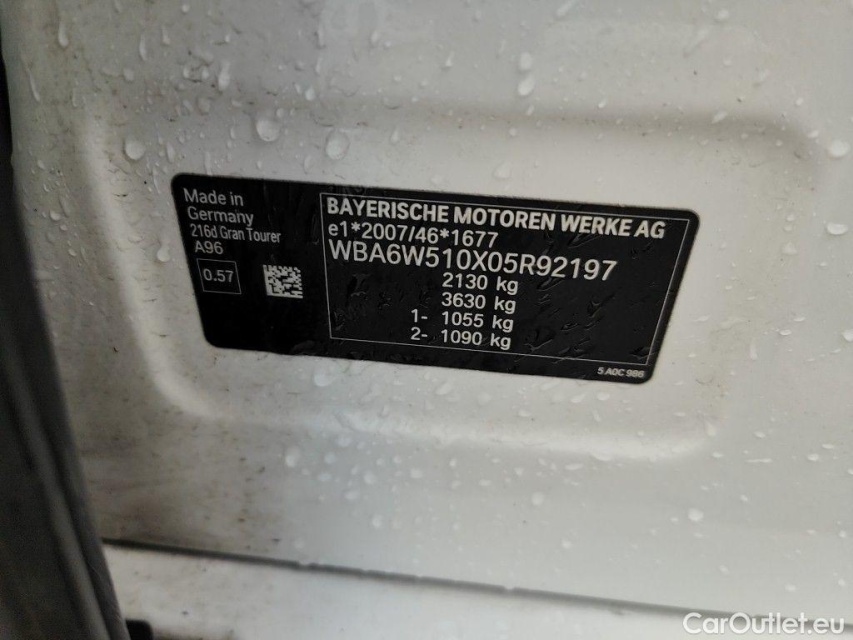 Made in
Germany
216d Gran Tourer
A96
0.57
BAYERISCHE MOTOREN WERKE AG
e1*2007/46*1677
WBA6W510X05R92197
2130 kg
3630 kg
1- 1055 kg
2- 1090 kg
5 A0C 986
CarOutlet.eu